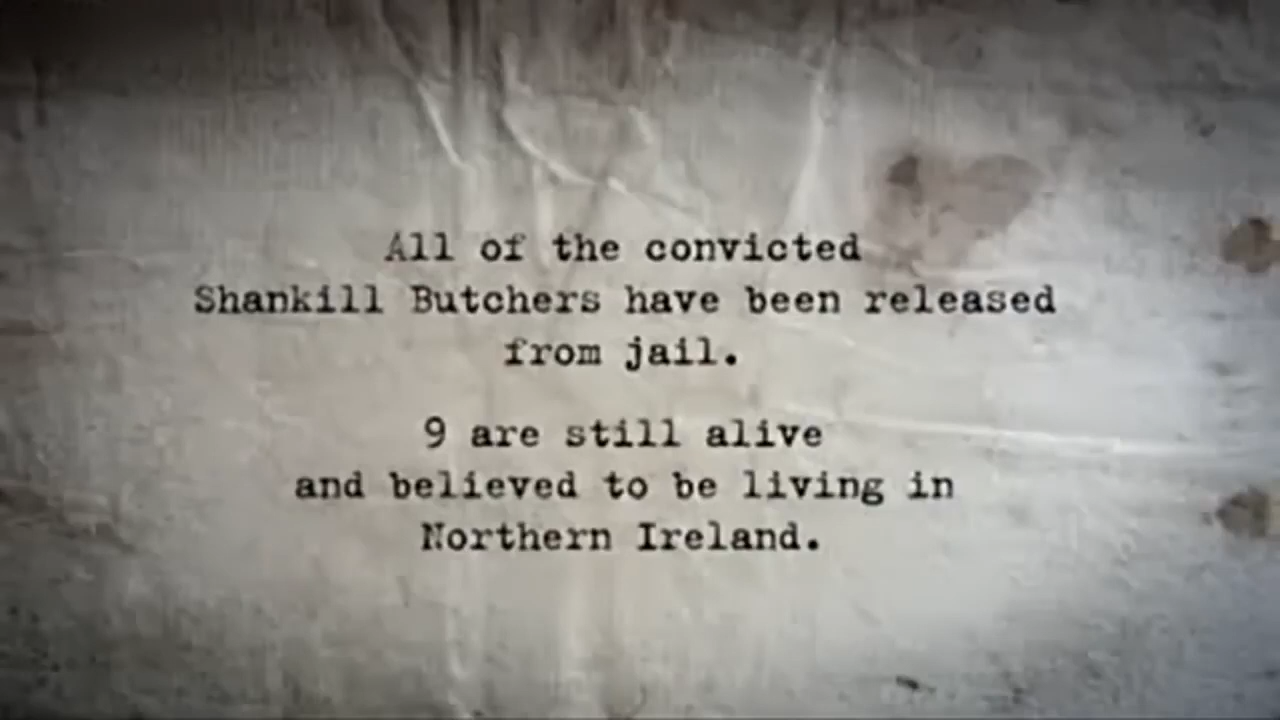 All of the convicted
Shankill Butchers have been released
from jail.
9 are still alive
and believed to be living in
Northern Ireland.